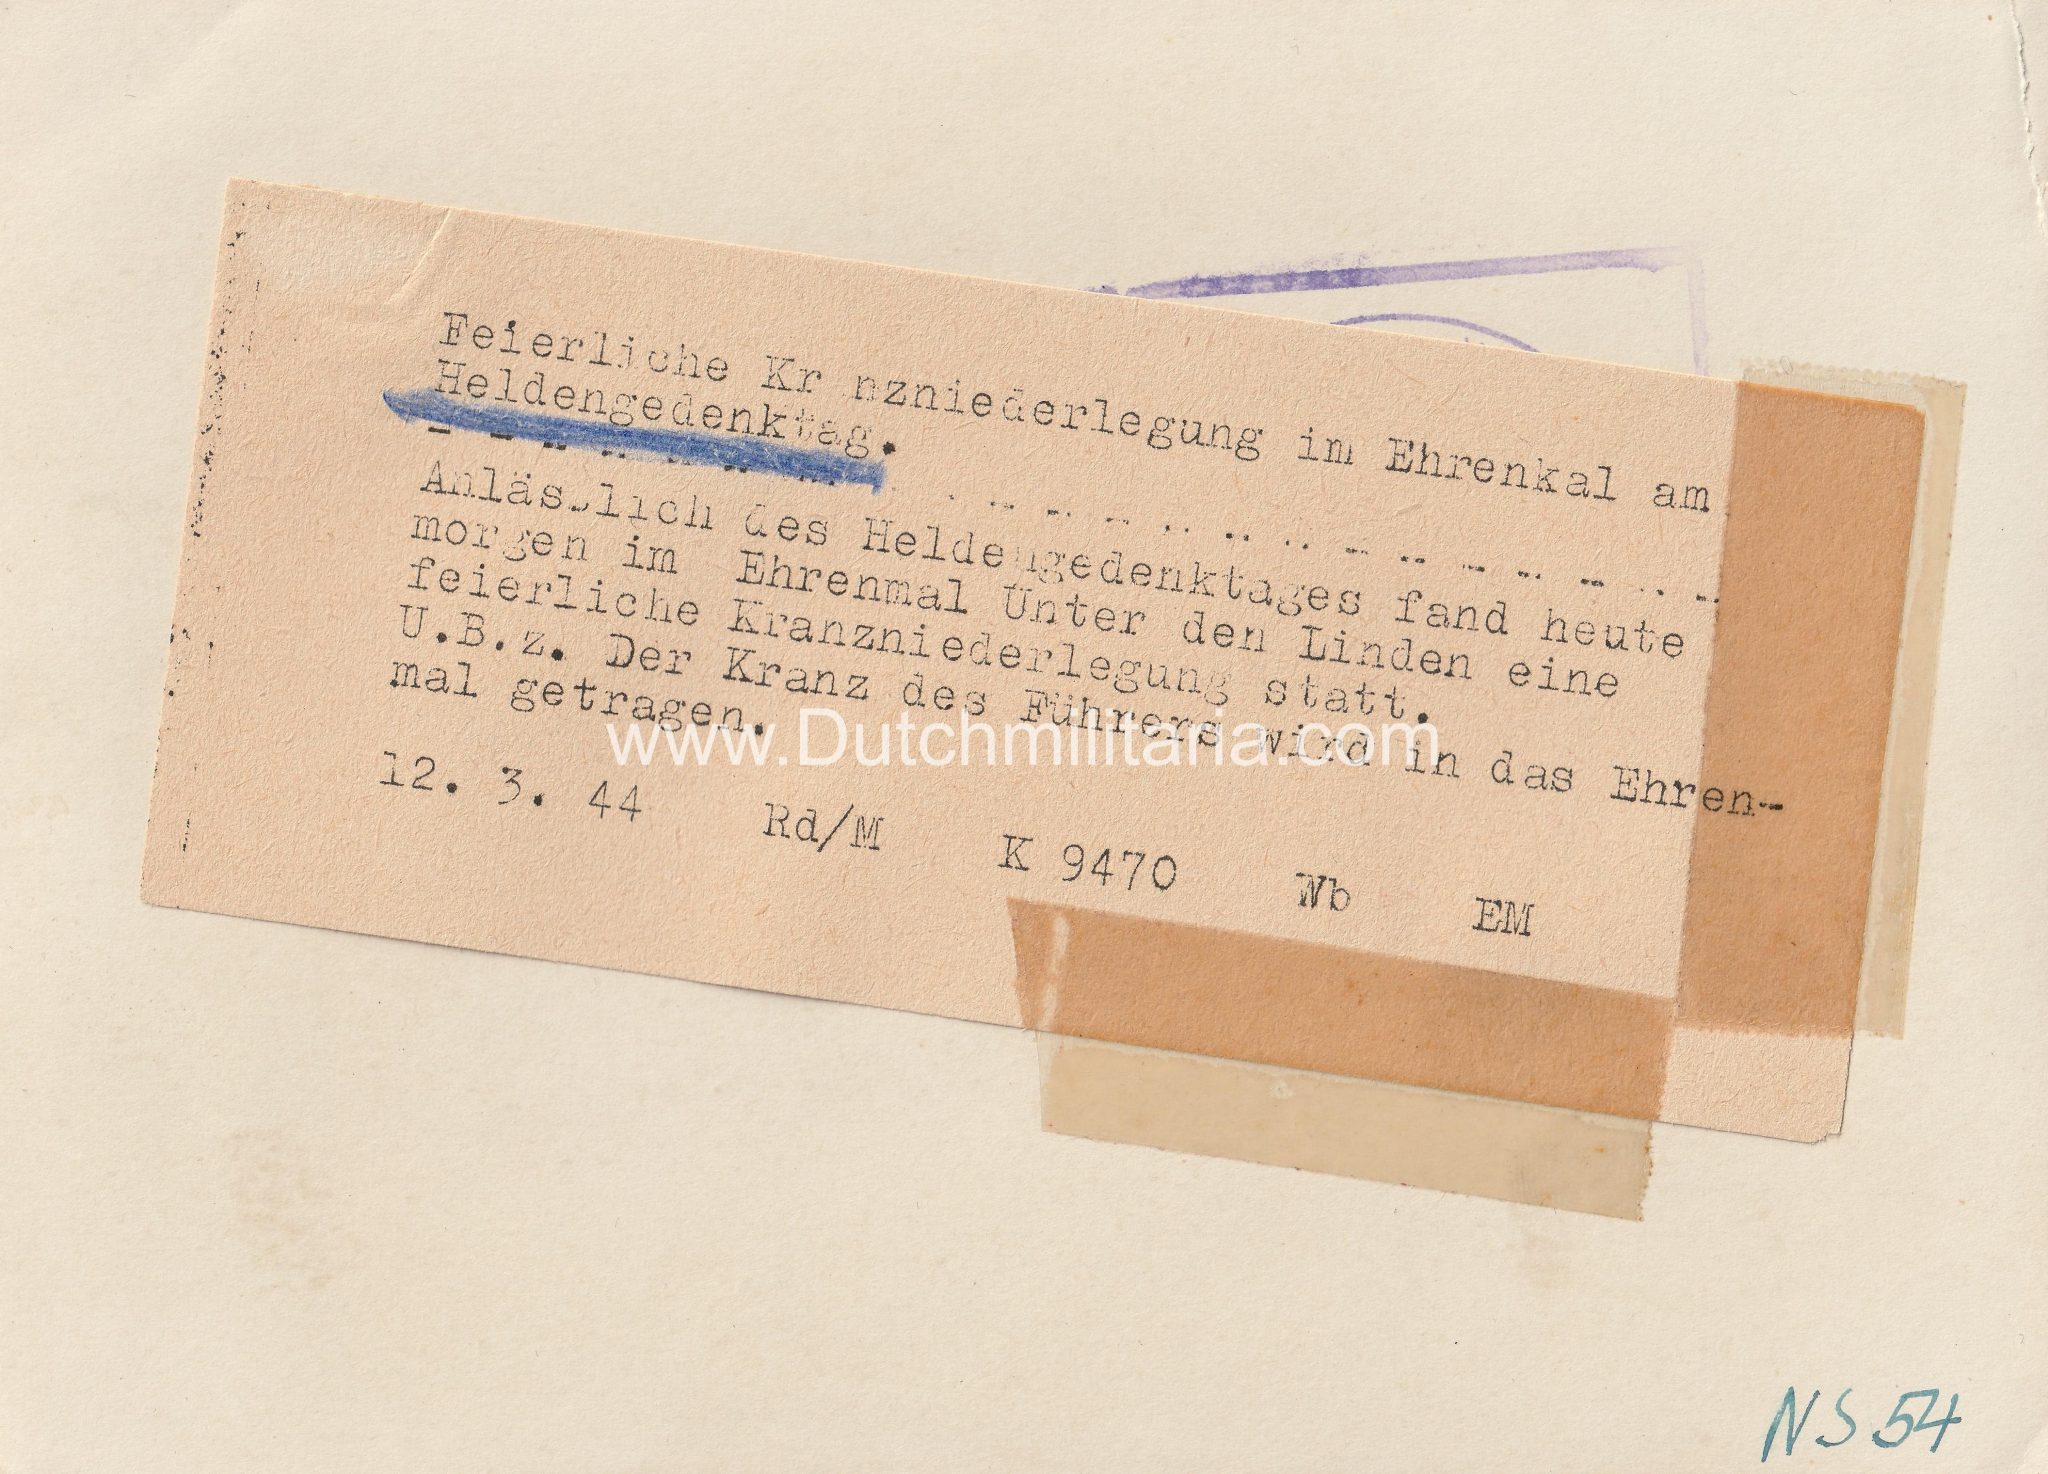 Feierliche Kr nzniederlegung im Ehrenkal am
Heldengedenktag.
Anlässlich des Heldengedenktages fand heute
morgen im Ehrenmal Unter den Linden eine
feierliche Kranzniederlegung statt.
U.B.z. Der Kranz des Führers wird in das Ehren-
mal getragen.
www.Dutchmilitaria.com
12. 3. 44 Rd/M K 9470 Wb EM
NS 54